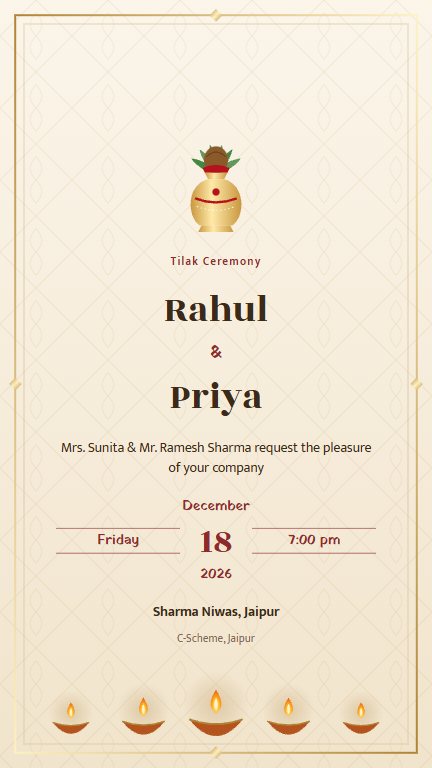 Tilak Ceremony
Rahul
&
Priya
Mrs. Sunita & Mr. Ramesh Sharma request the pleasure
of your company
December
Friday 18 7:00 pm
2026
Sharma Niwas, Jaipur
C-Scheme, Jaipur